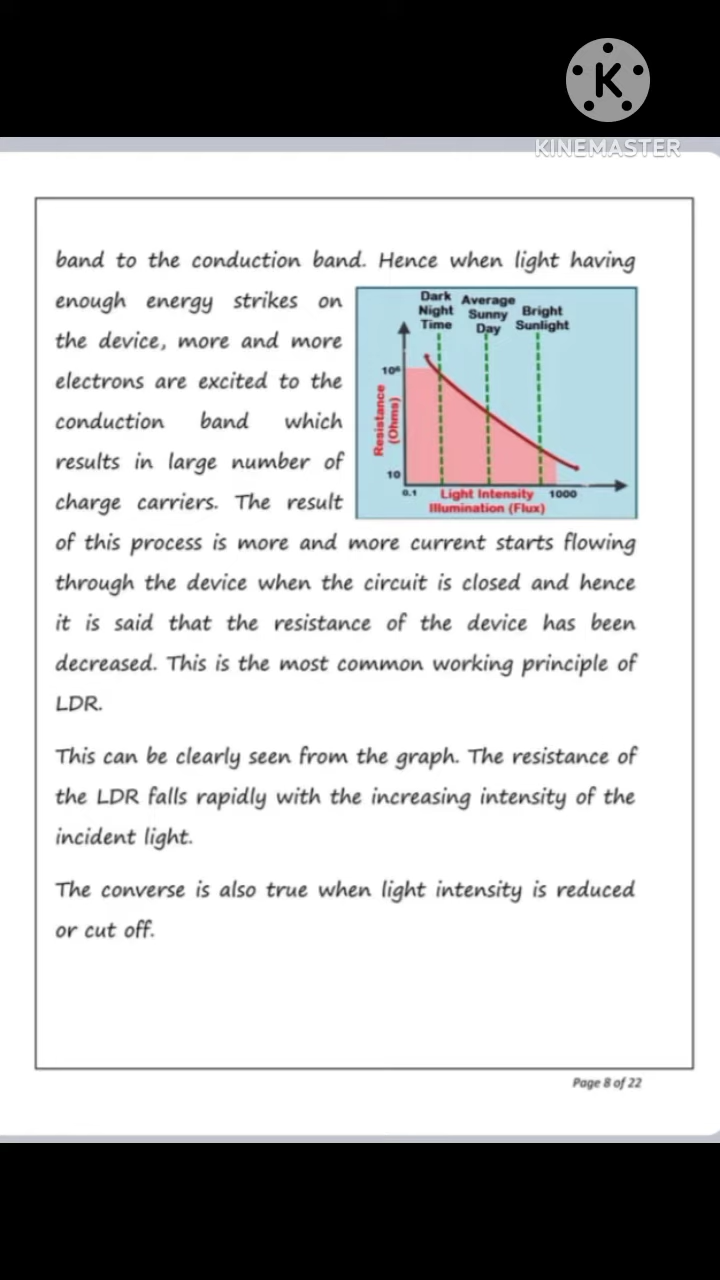 K
KINEMASTER
band to the conduction band. Hence when light having
enough energy strikes on
the device, more and more
electrons are excited to the
conduction band which
results in large number of
charge carriers. The result
Dark
Night
Time
Average
Sunny
Day
Bright
Sunlight
10⁶
Resistance
(Ohms)
10
0.1
Light Intensity
1000
Illumination (Flux)
of this process is more and more current starts flowing
through the device when the circuit is closed and hence
it is said that the resistance of the device has been
decreased. This is the most common working principle of
LDR.
This can be clearly seen from the graph. The resistance of
the LDR falls rapidly with the increasing intensity of the
incident light.
The converse is also true when light intensity is reduced
or cut off.
Page 8 of 22